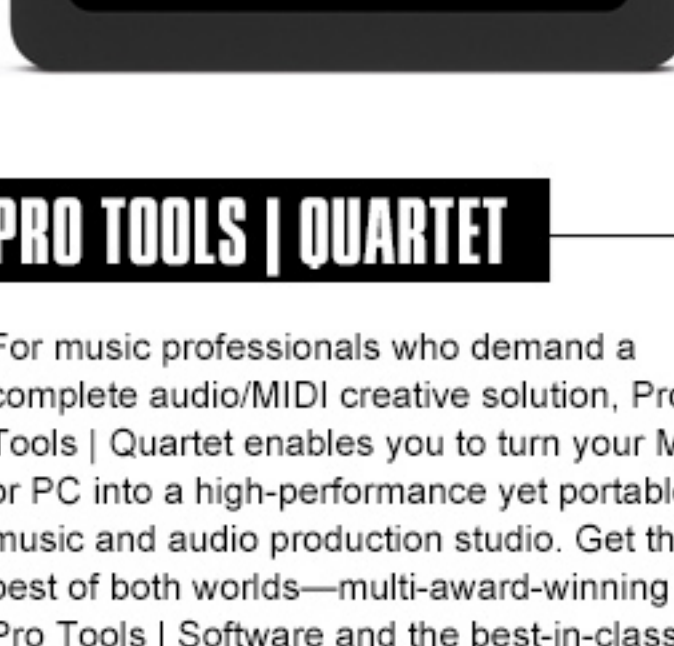 PRO TOOLS | QUARTET
For music professionals who demand a
complete audio/MIDI creative solution, Pro
Tools | Quartet enables you to turn your M
or PC into a high-performance yet portable
music and audio production studio. Get th
best of both worlds—multi-award-winning
Pro Tools | Software and the best-in-class